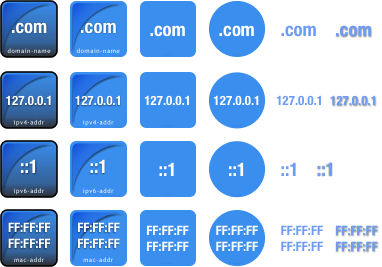 .com .com .com .com .com .com
domain-name domain-name
127.0.0.1 127.0.0.1 127.0.0.1 127.0.0.1 127.0.0.1 127.0.0.1
ipv4-addr ipv4-addr
::1 ::1 ::1 ::1 ::1 ::1
ipv6-addr ipv6-addr
FF:FF:FF FF:FF:FF FF:FF:FF FF:FF:FF FF:FF:FF FF:FF:FF
FF:FF:FF FF:FF:FF FF:FF:FF FF:FF:FF FF:FF:FF FF:FF:FF
mac-addr mac-addr